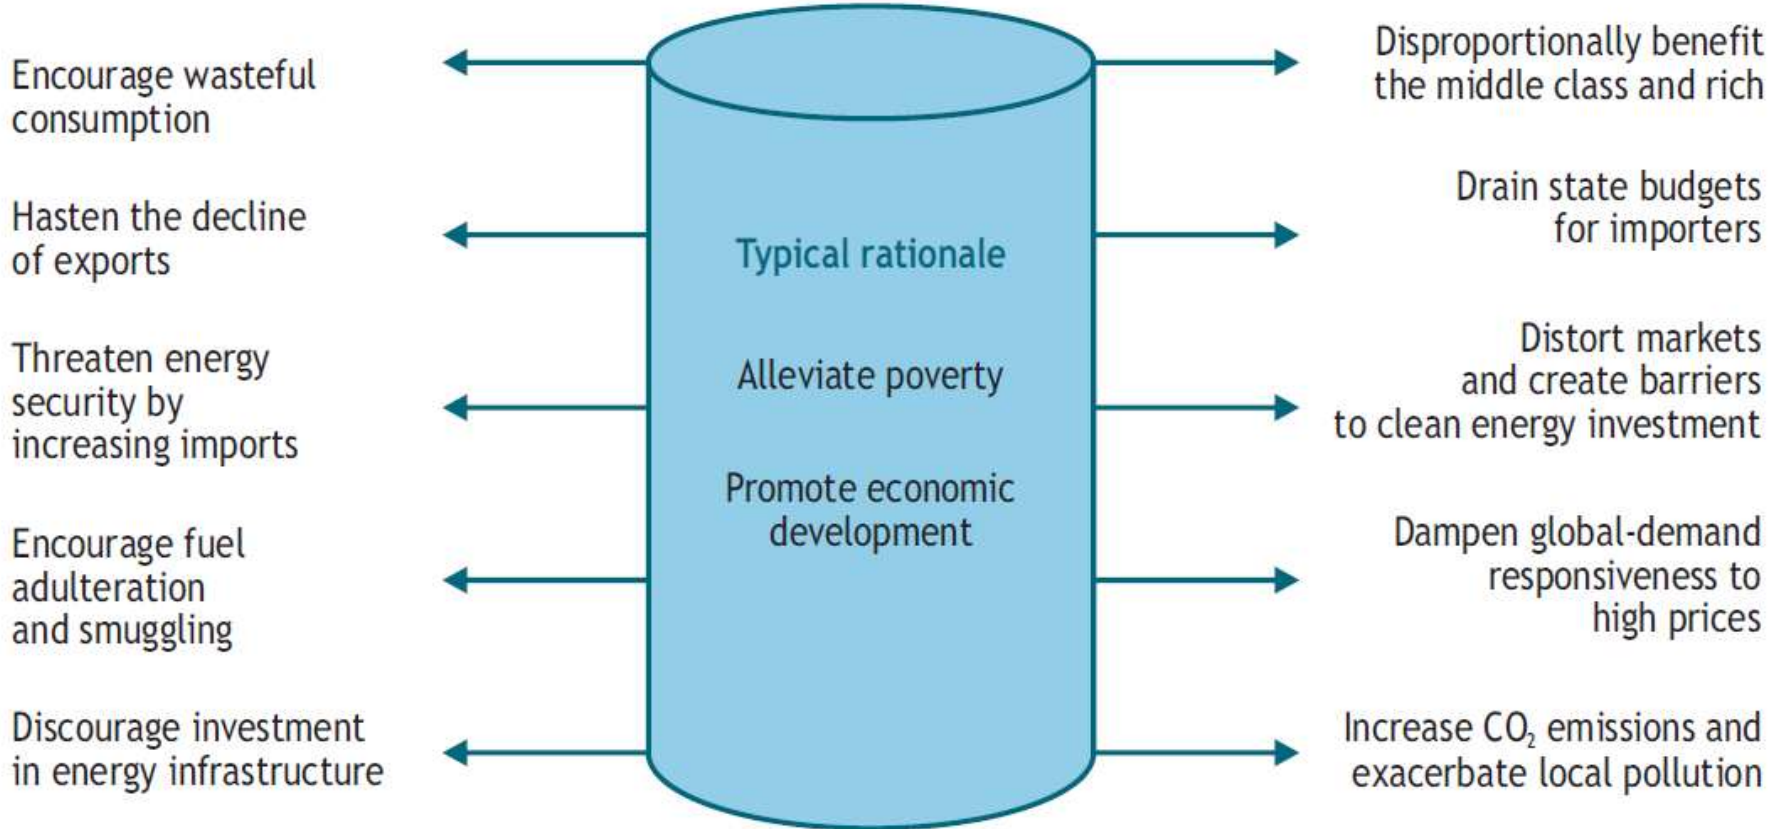 Encourage wasteful
consumption
Hasten the decline
of exports
Threaten energy
security by
increasing imports
Encourage fuel
adulteration
and smuggling
Discourage investment
in energy infrastructure
Typical rationale
Alleviate poverty
Promote economic
development
Disproportionally benefit
the middle class and rich
Drain state budgets
for importers
Distort markets
and create barriers
to clean energy investment
Dampen global-demand
responsiveness to
high prices
Increase CO₂ emissions and
exacerbate local pollution